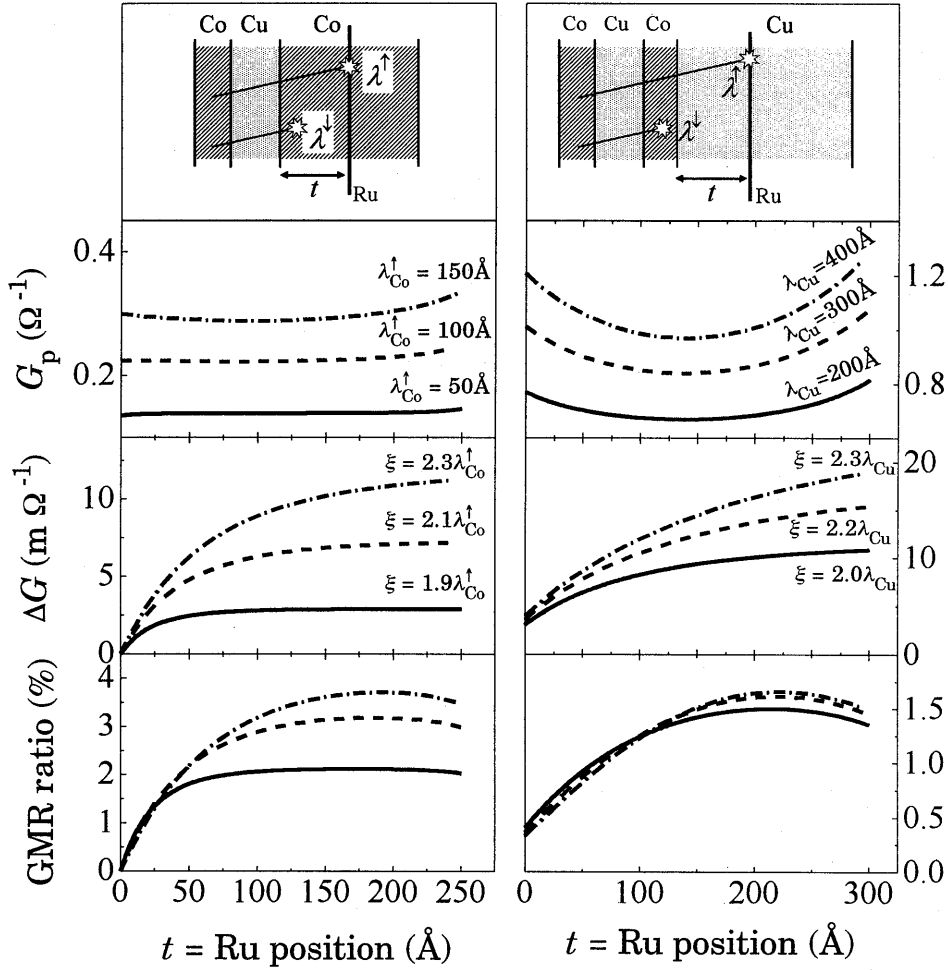 Co Cu Co
λ↑
λ↓
t
Ru
Co Cu Co Cu
λ↑
λ↓
t
Ru
Gp (Ω⁻¹)
0.4
0.2
λ↑Co = 150Å
λ↑Co = 100Å
λ↑Co = 50Å
λCu=400Å
λCu=300Å
λCu=200Å
1.2
0.8
ΔG (m Ω⁻¹)
10
5
0
ξ = 2.3λ↑Co
ξ = 2.1λ↑Co
ξ = 1.9λ↑Co
ξ = 2.3λCu
ξ = 2.2λCu
ξ = 2.0λCu
20
10
0
GMR ratio (%)
4
3
2
1
0
1.5
1.0
0.5
0.0
0 50 100 150 200 250
0 100 200 300
t = Ru position (Å)
t = Ru position (Å)